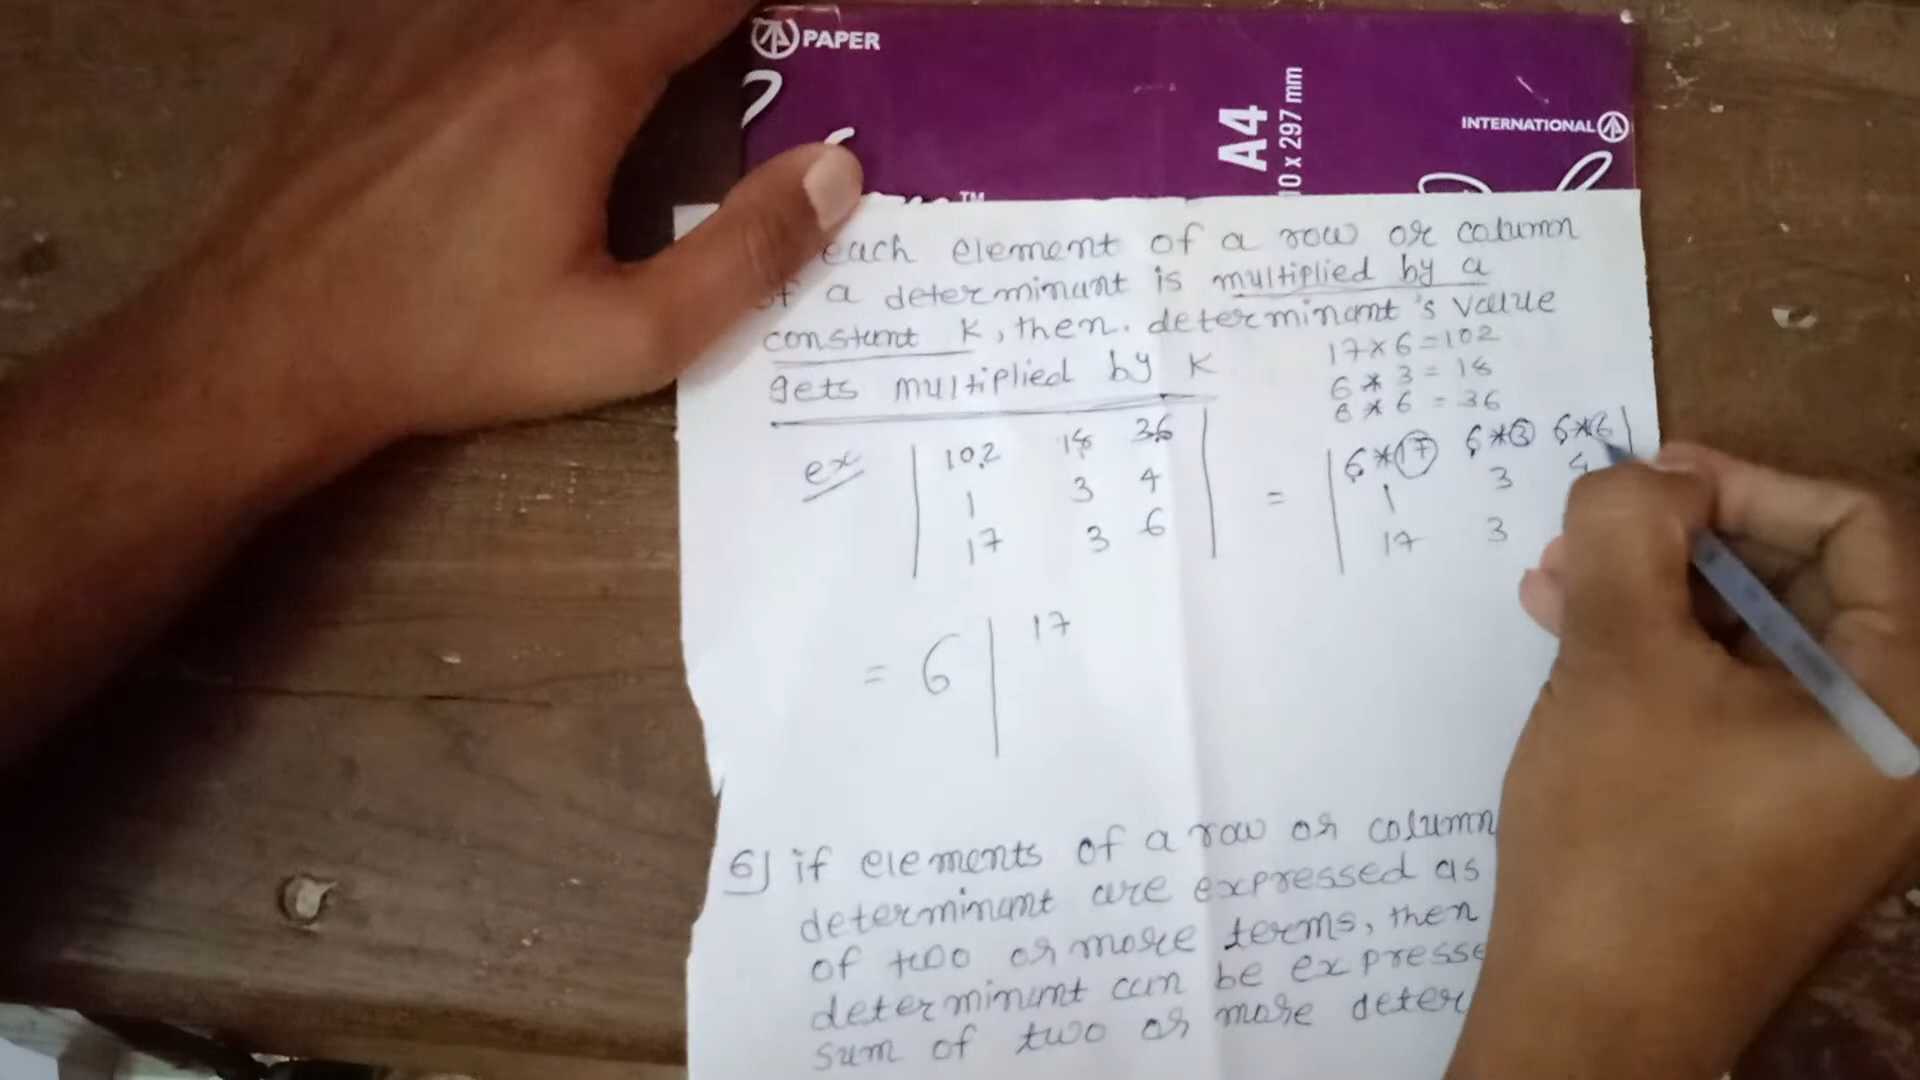 PAPER
A4
10 x 297 mm
INTERNATIONAL
TM
each element of a row or column
of a determinant is multiplied by a
constant K, then. determinant's value
gets multiplied by K
17 x 6 = 102
6 * 3 = 18
6 * 6 = 36
ex | 102 18 36 |
| 1 3 4 |
| 17 3 6 |
= | 6*17 6*3 6*6 |
| 1 3 4
| 17 3
= 6 | 17
6) if elements of a row or column
determinant are expressed as
of two or more terms, then
determinant can be expresse
sum of two or more deter